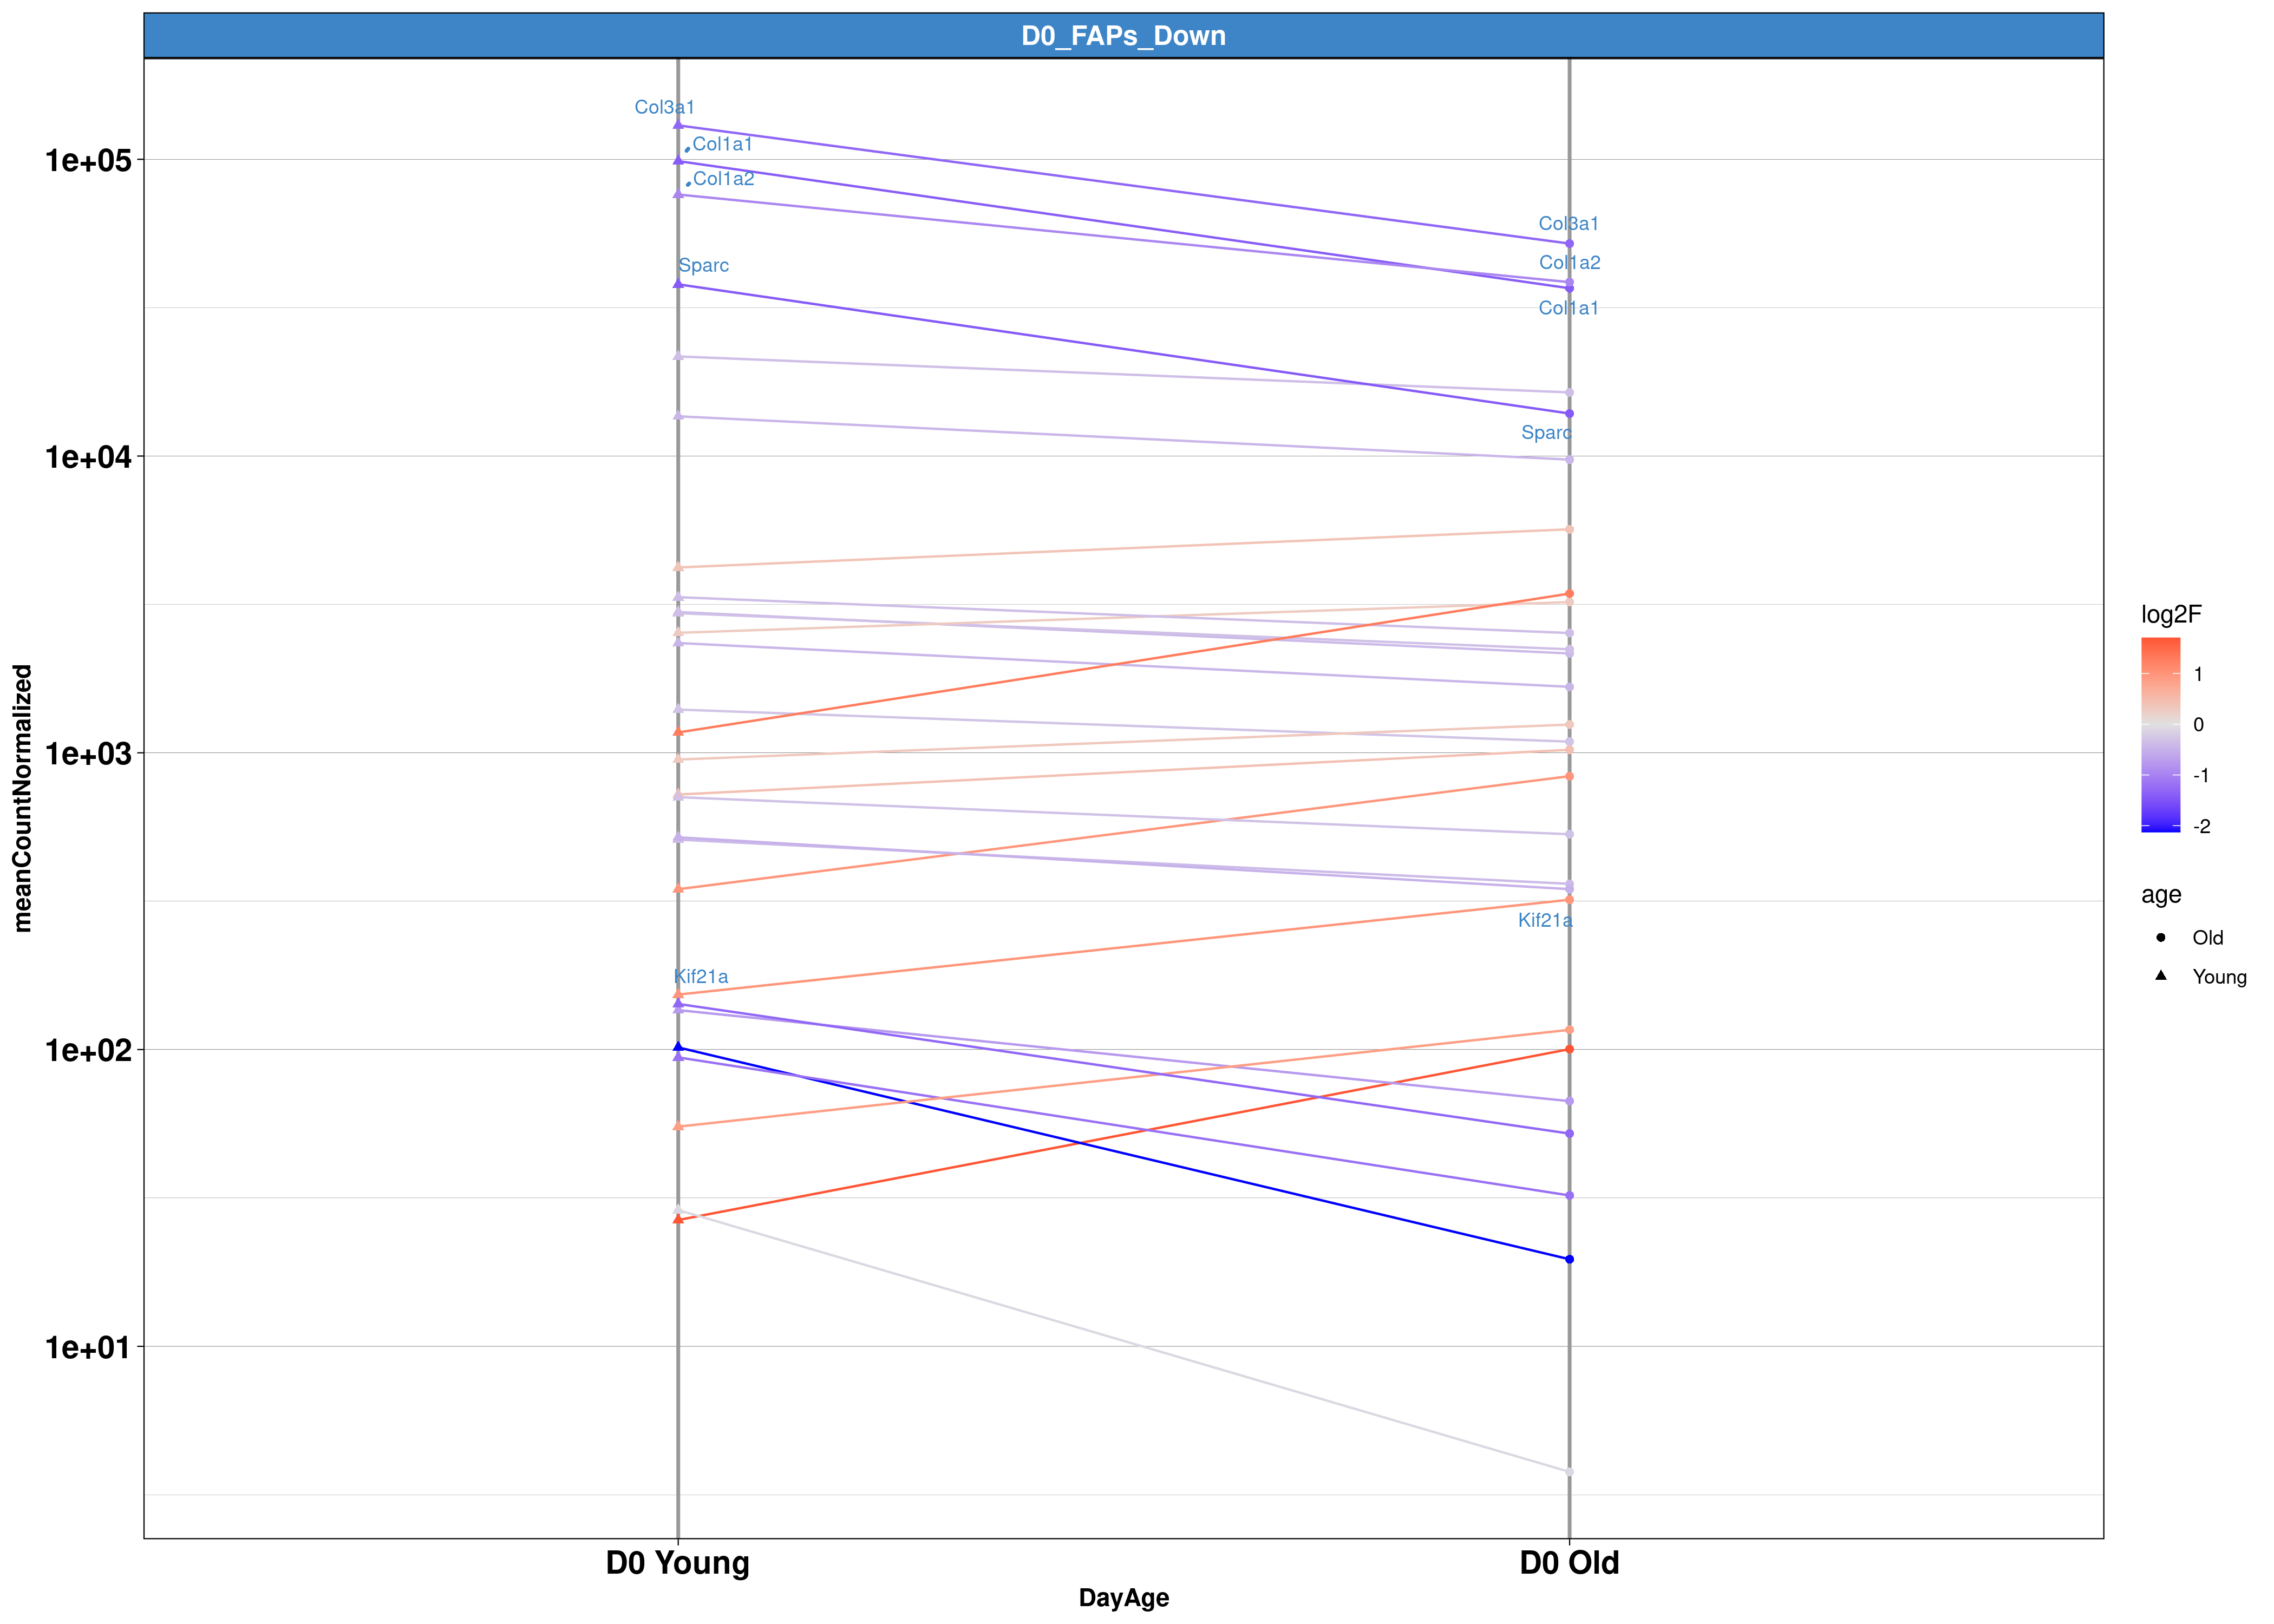 D0_FAPs_Down
Col3a1
Col1a1
Col1a2
Sparc
Kif21a
Col3a1
Col1a2
Col1a1
Sparc
Kif21a
1e+05
1e+04
1e+03
1e+02
1e+01
meanCountNormalized
D0 Young
D0 Old
DayAge
log2F
1
0
-1
-2
age
Old
Young